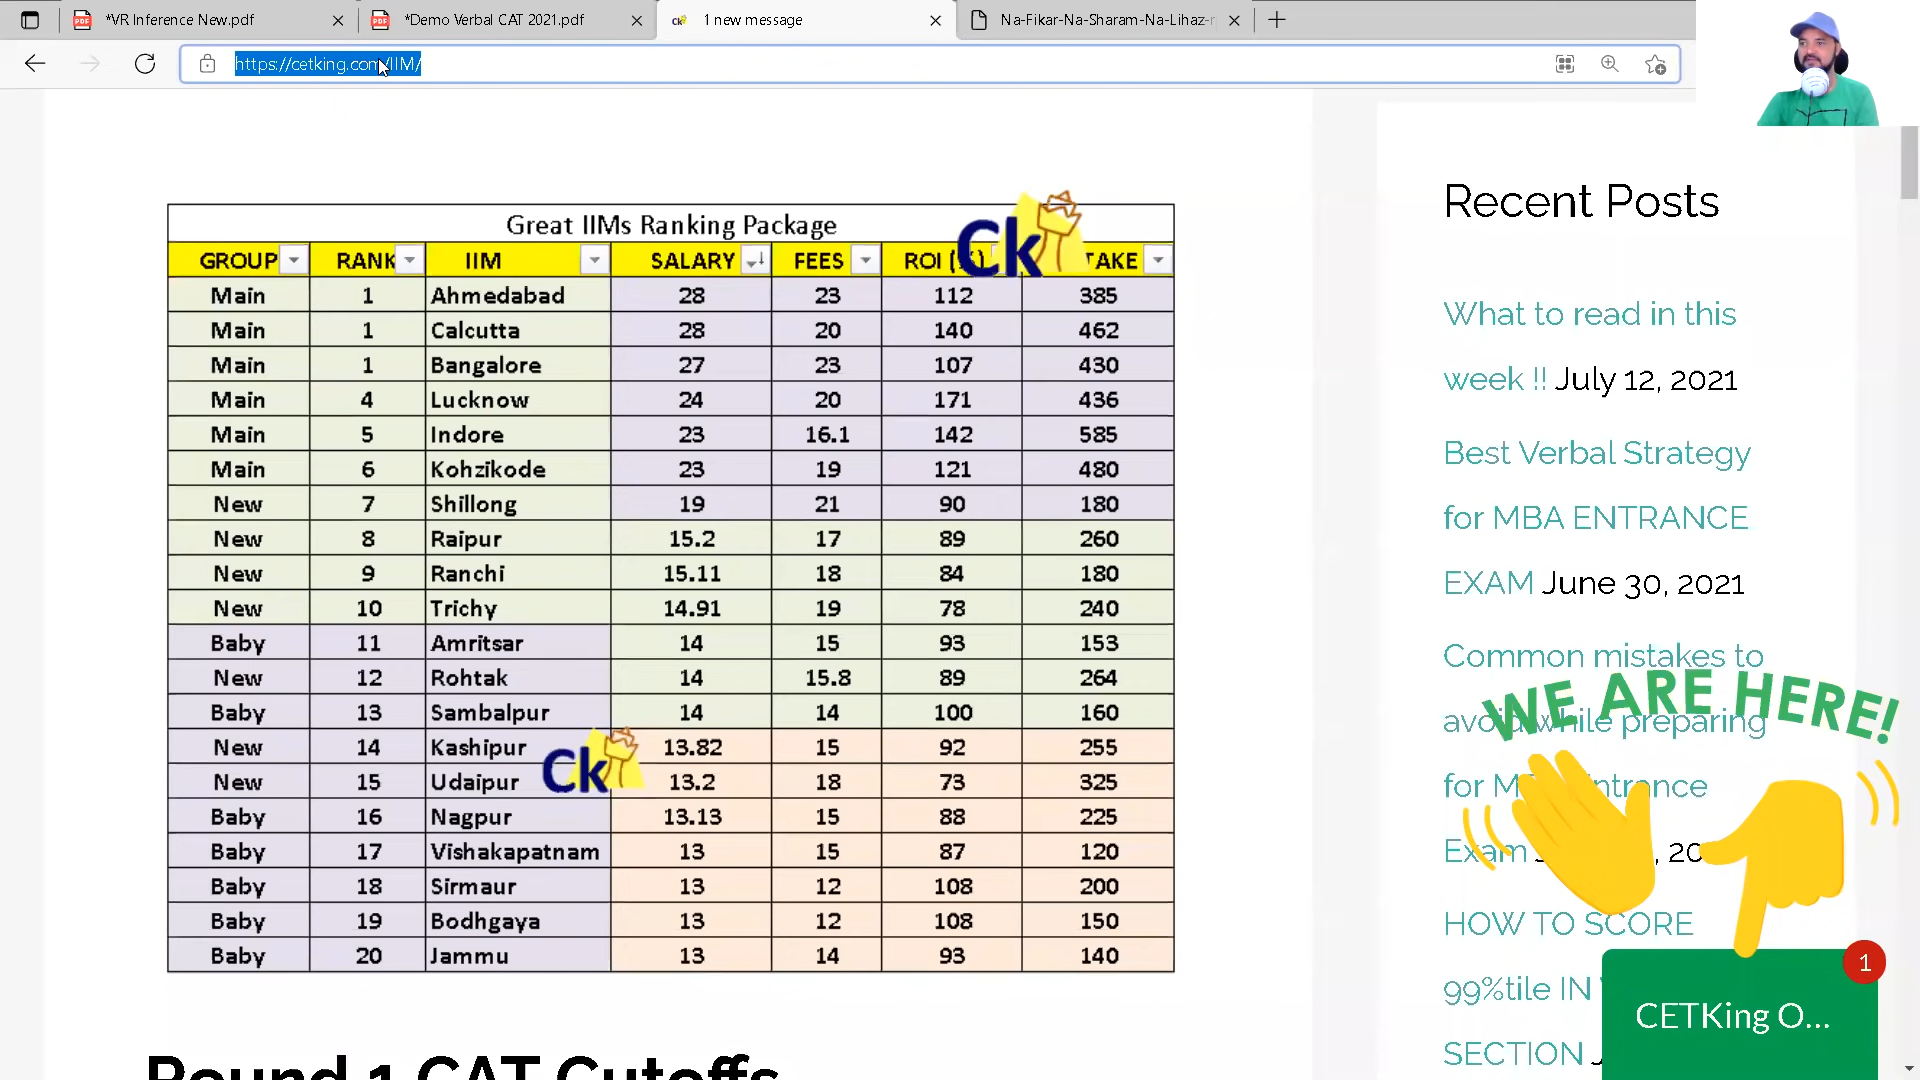 *VR Inference New.pdf
*Demo Verbal CAT 2021.pdf
1 new message
Na-Fikar-Na-Sharam-Na-Lihaz-
https://cetking.com/IIM/
Great IIMs Ranking Package
GROUP RANK IIM SALARY FEES ROI TAKE
Main 1 Ahmedabad 28 23 112 385
Main 1 Calcutta 28 20 140 462
Main 1 Bangalore 27 23 107 430
Main 4 Lucknow 24 20 171 436
Main 5 Indore 23 16.1 142 585
Main 6 Kohzikode 23 19 121 480
New 7 Shillong 19 21 90 180
New 8 Raipur 15.2 17 89 260
New 9 Ranchi 15.11 18 84 180
New 10 Trichy 14.91 19 78 240
Baby 11 Amritsar 14 15 93 153
New 12 Rohtak 14 15.8 89 264
Baby 13 Sambalpur 14 14 100 160
New 14 Kashipur 13.82 15 92 255
New 15 Udaipur 13.2 18 73 325
Baby 16 Nagpur 13.13 15 88 225
Baby 17 Vishakapatnam 13 15 87 120
Baby 18 Sirmaur 13 12 108 200
Baby 19 Bodhgaya 13 12 108 150
Baby 20 Jammu 13 14 93 140
Ck
Ck
Round 1 CAT Cutoffs
Recent Posts
What to read in this
week !! July 12, 2021
Best Verbal Strategy
for MBA ENTRANCE
EXAM June 30, 2021
Common mistakes to
avoid while preparing
for
Exam
HOW TO SCORE
99%tile IN
SECTION
WE ARE HERE!
1
CETKing O...